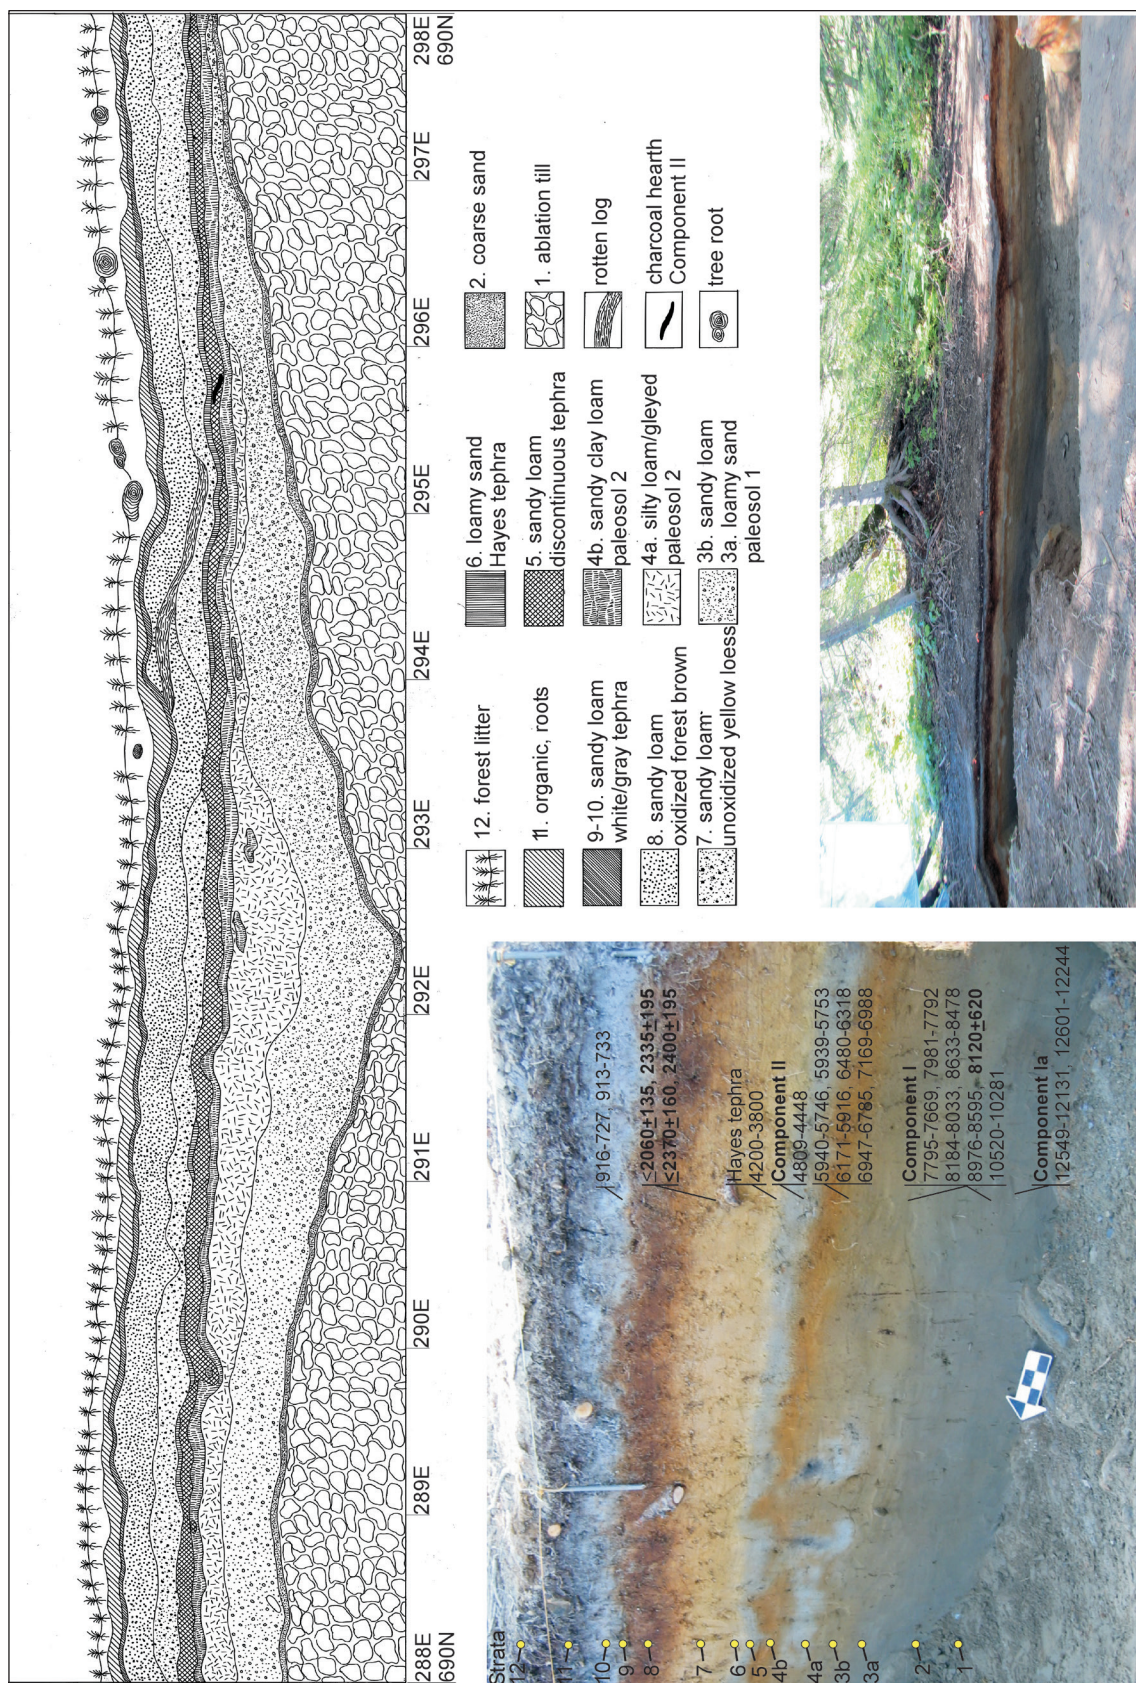 288E
690N
289E
290E
291E
292E
293E
294E
295E
296E
297E
298E
690N
12. forest litter
11. organic, roots
9-10. sandy loam
white/gray tephra
8. sandy loam
oxidized forest brown
7. sandy loam
unoxidized yellow loess
6. loamy sand
Hayes tephra
5. sandy loam
discontinuous tephra
4b. sandy clay loam
paleosol 2
4a. silty loam/gleyed
paleosol 2
3b. sandy loam
3a. loamy sand
paleosol 1
2. coarse sand
1. ablation till
rotten log
charcoal hearth
Component II
tree root
Strata
12
11
10
9
8
7
6
5
4b
4a
3b
3a
2
1
916-727, 913-733
≤2060±135, 2335±195
≤2370±160, 2400±195
Hayes tephra
4200-3800
Component II
4809-4448
5940-5746, 5939-5753
6171-5916, 6480-6318
6947-6785, 7169-6988
Component I
7795-7669, 7981-7792
8184-8033, 8633-8478
8976-8595, 8120±620
10520-10281
Component Ia
12549-12131, 12601-12244